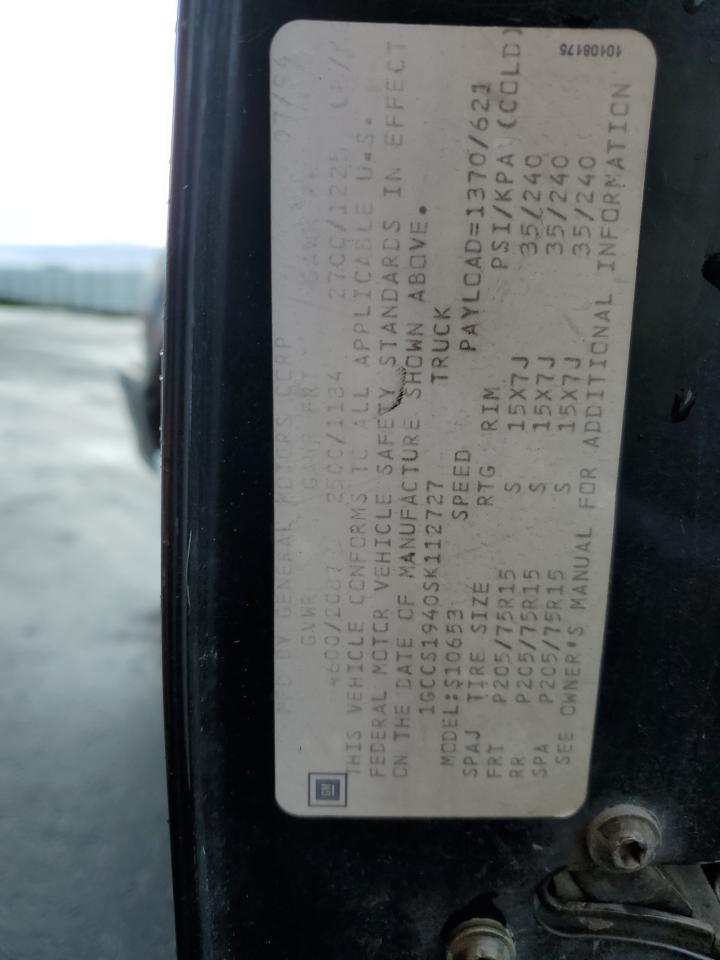 10108175
MFD BY GENERAL MOTORS CORP 07/94
GVWR GAWR FRT GAWR RR
4600/2087 2500/1134 2700/1225 LB/K
THIS VEHICLE CONFORMS TO ALL APPLICABLE U.S.
FEDERAL MOTOR VEHICLE SAFETY STANDARDS IN EFFECT
ON THE DATE OF MANUFACTURE SHOWN ABOVE.
1GCCS1940SK112727 TRUCK
MODEL:S10653 SPEED PAYLOAD=1370/621
SPAJ TIRE SIZE RTG RIM PSI/KPA (COLD)
FRT P205/75R15 S 15X7J 35/240
RR P205/75R15 S 15X7J 35/240
SPA P205/75R15 S 15X7J 35/240
SEE OWNER'S MANUAL FOR ADDITIONAL INFORMATION
GM